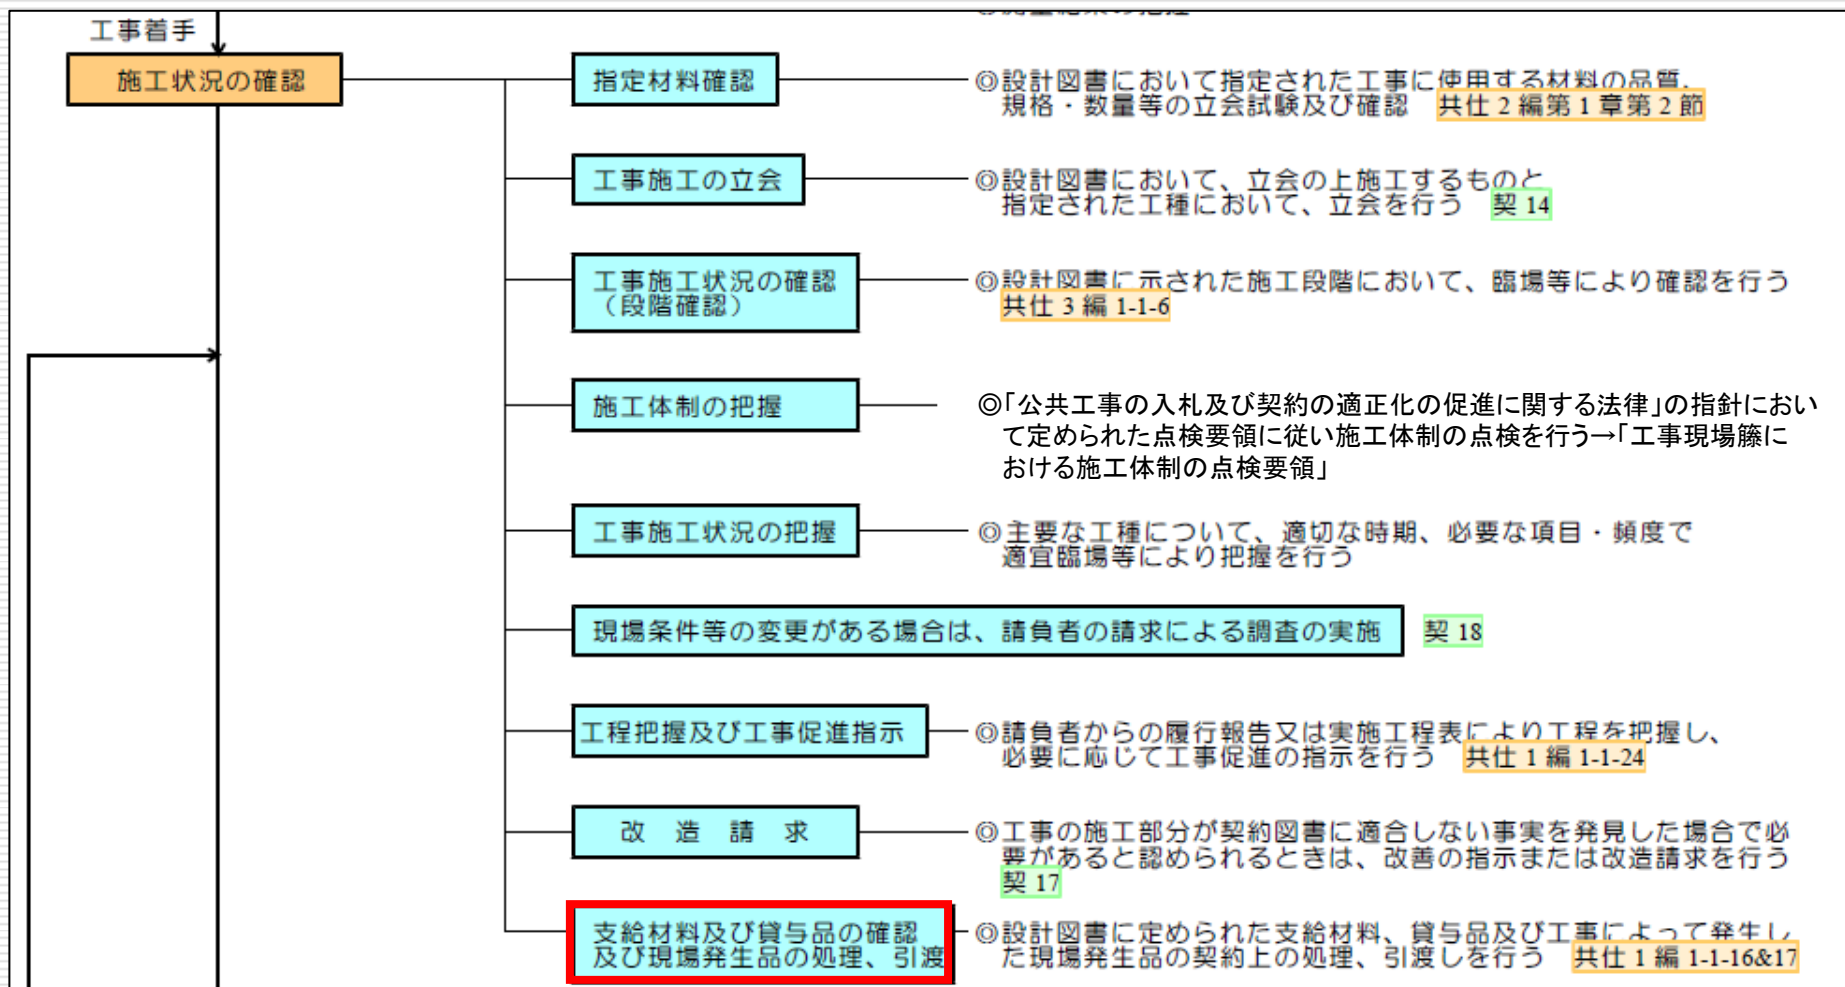 工事着手
施工状況の確認
指定材料確認
◎設計図書において指定された工事に使用する材料の品質、
規格・数量等の立会試験及び確認 共仕 2 編第 1 章第 2 節
工事施工の立会
◎設計図書において、立会の上施工するものと
指定された工種において、立会を行う 契 14
工事施工状況の確認
（段階確認）
◎設計図書に示された施工段階において、臨場等により確認を行う
共仕 3 編 1-1-6
施工体制の把握
◎「公共工事の入札及び契約の適正化の促進に関する法律」の指針におい
て定められた点検要領に従い施工体制の点検を行う→「工事現場籐に
おける施工体制の点検要領」
工事施工状況の把握
◎主要な工種について、適切な時期、必要な項目・頻度で
適宜臨場等により把握を行う
現場条件等の変更がある場合は、請負者の請求による調査の実施 契 18
工程把握及び工事促進指示
◎請負者からの履行報告又は実施工程表により工程を把握し、
必要に応じて工事促進の指示を行う 共仕 1 編 1-1-24
改 造 請 求
◎工事の施工部分が契約図書に適合しない事実を発見した場合で必
要があると認められるときは、改善の指示または改造請求を行う
契 17
支給材料及び貸与品の確認
及び現場発生品の処理、引渡
◎設計図書に定められた支給材料、貸与品及び工事によって発生し
た現場発生品の契約上の処理、引渡しを行う 共仕 1 編 1-1-16&17